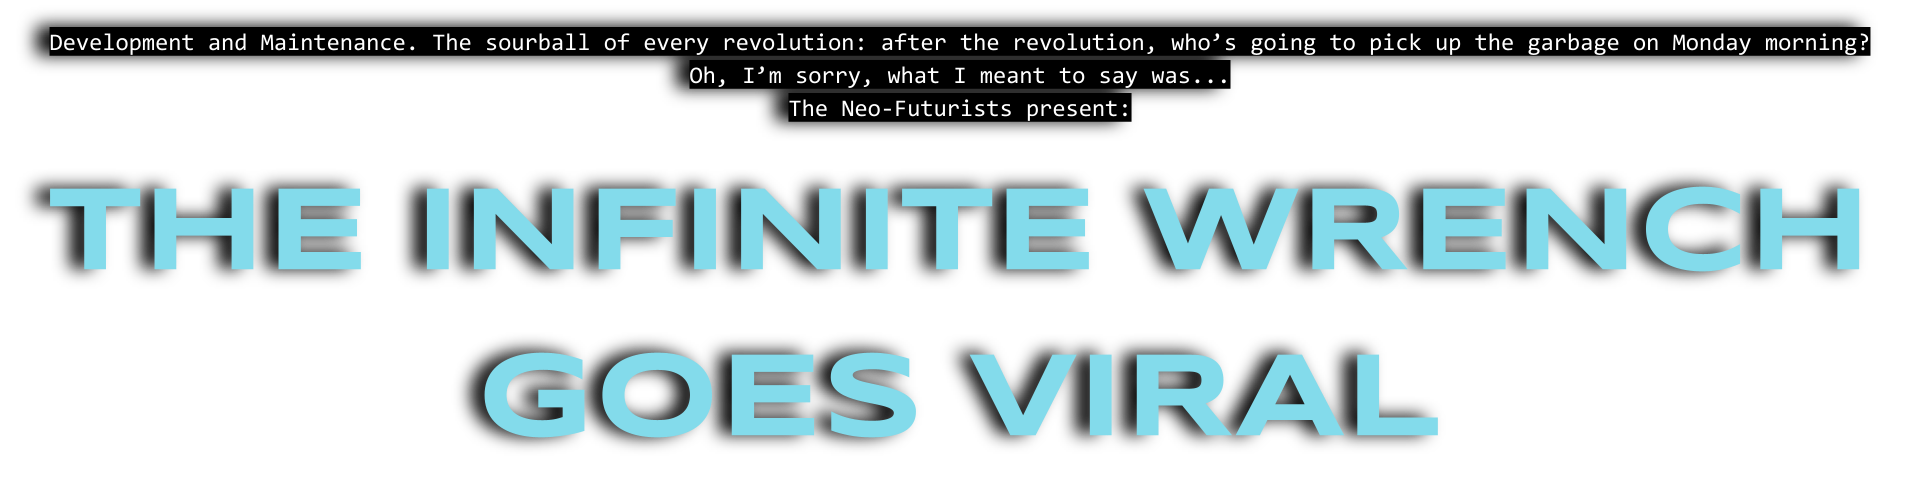 Development and Maintenance. The sourball of every revolution: after the revolution, who’s going to pick up the garbage on Monday morning?
Oh, I’m sorry, what I meant to say was...
The Neo-Futurists present:
THE INFINITE WRENCH
GOES VIRAL